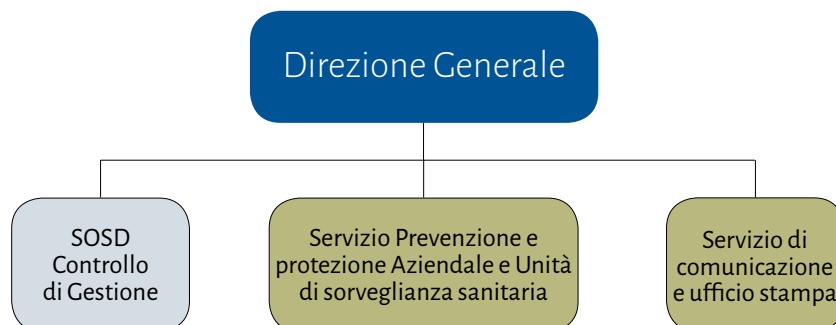 Direzione Generale
SOSD
Controllo
di Gestione
Servizio Prevenzione e
protezione Aziendale e Unità
di sorveglianza sanitaria
Servizio di
comunicazione
e ufficio stampa